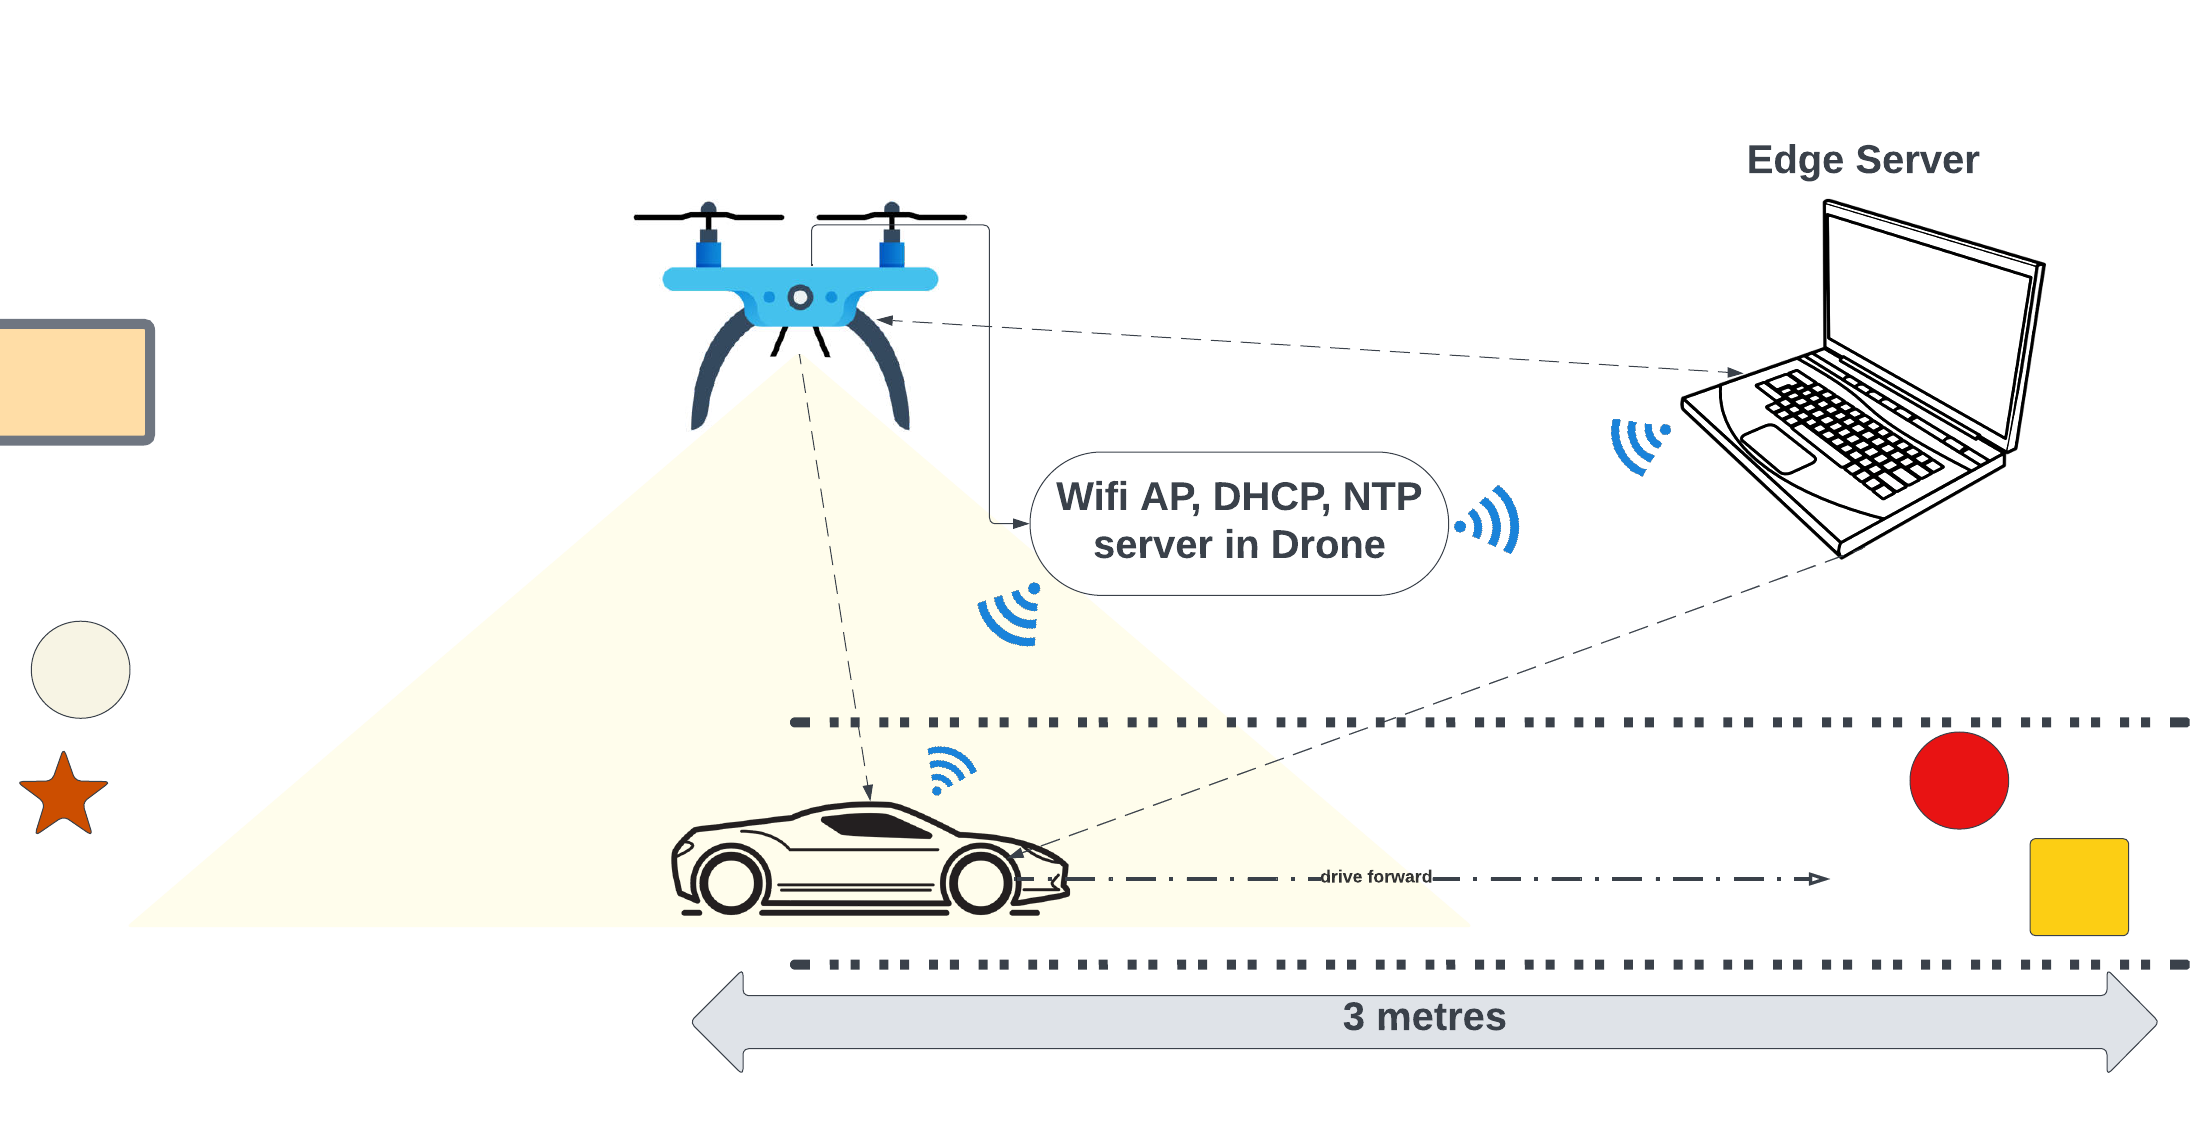 Edge Server
Wifi AP, DHCP, NTP
server in Drone
drive forward
3 metres